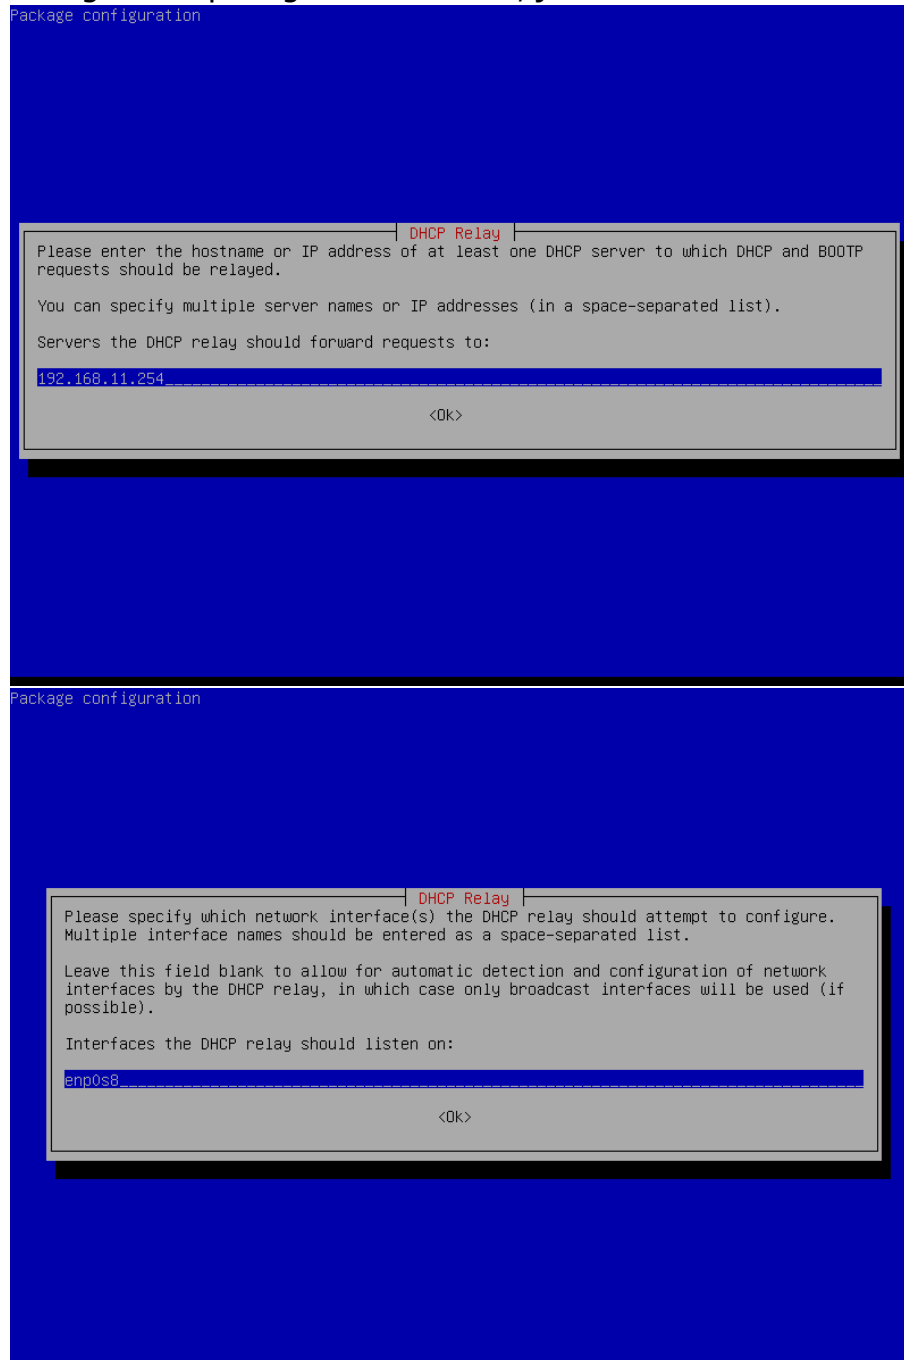 Package configuration
DHCP Relay
Please enter the hostname or IP address of at least one DHCP server to which DHCP and BOOTP
requests should be relayed.
You can specify multiple server names or IP addresses (in a space-separated list).
Servers the DHCP relay should forward requests to:
192.168.11.254
<Ok>
Package configuration
DHCP Relay
Please specify which network interface(s) the DHCP relay should attempt to configure.
Multiple interface names should be entered as a space-separated list.
Leave this field blank to allow for automatic detection and configuration of network
interfaces by the DHCP relay, in which case only broadcast interfaces will be used (if
possible).
Interfaces the DHCP relay should listen on:
enp0s8
<Ok>